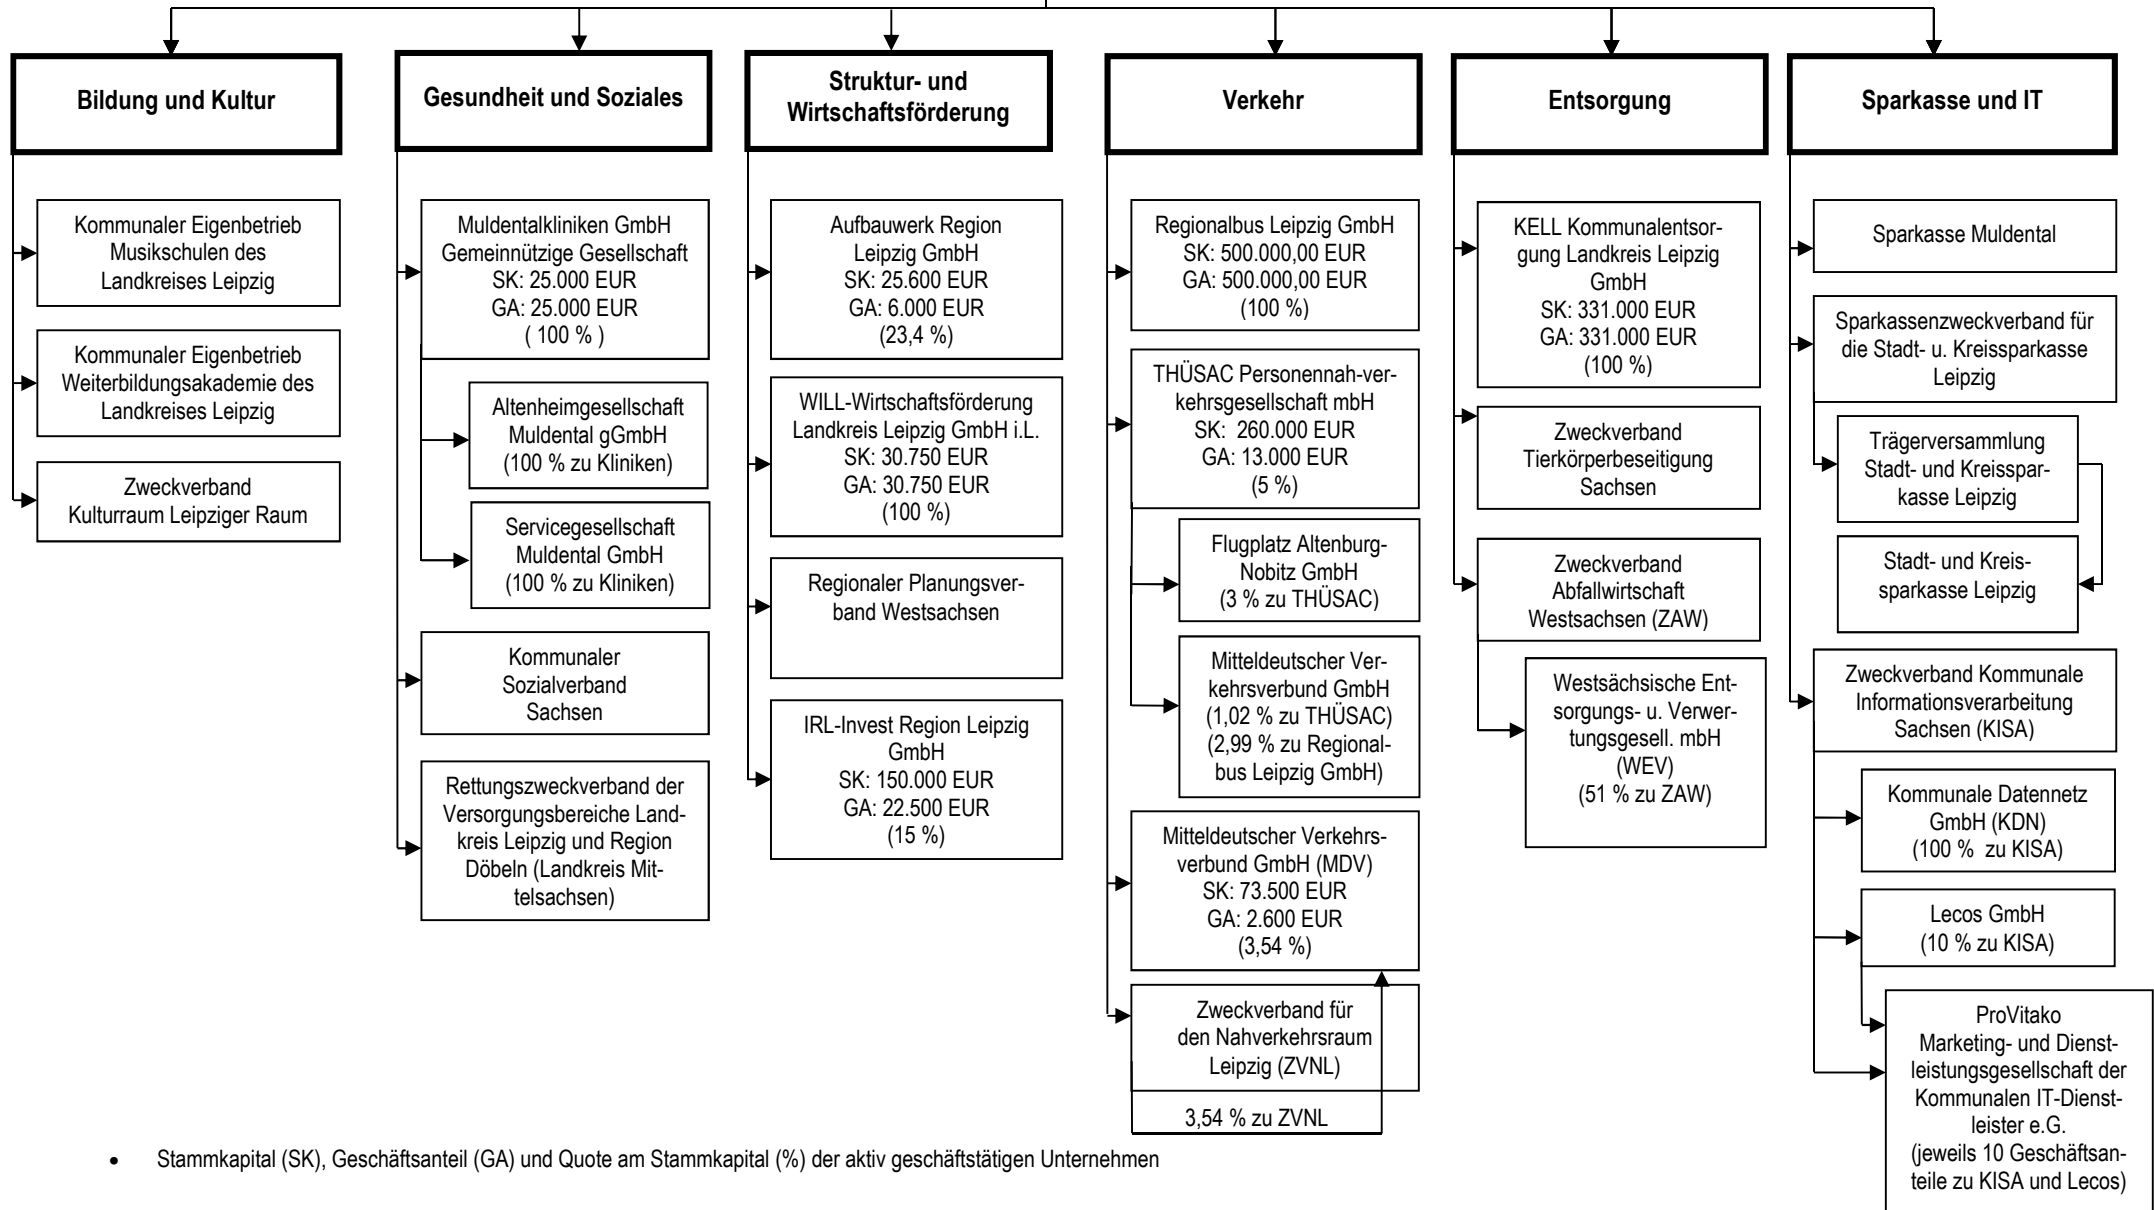 Bildung und Kultur
Kommunaler Eigenbetrieb
Musikschulen des
Landkreises Leipzig
Kommunaler Eigenbetrieb
Weiterbildungsakademie des
Landkreises Leipzig
Zweckverband
Kulturraum Leipziger Raum
Gesundheit und Soziales
Muldentalkliniken GmbH
Gemeinnützige Gesellschaft
SK: 25.000 EUR
GA: 25.000 EUR
( 100 % )
Altenheimgesellschaft
Muldental gGmbH
(100 % zu Kliniken)
Servicegesellschaft
Muldental GmbH
(100 % zu Kliniken)
Kommunaler
Sozialverband
Sachsen
Rettungszweckverband der
Versorgungsbereiche Land-
kreis Leipzig und Region
Döbeln (Landkreis Mit-
telsachsen)
Struktur- und
Wirtschaftsförderung
Aufbauwerk Region
Leipzig GmbH
SK: 25.600 EUR
GA: 6.000 EUR
(23,4 %)
WILL-Wirtschaftsförderung
Landkreis Leipzig GmbH i.L.
SK: 30.750 EUR
GA: 30.750 EUR
(100 %)
Regionaler Planungsver-
band Westsachsen
IRL-Invest Region Leipzig
GmbH
SK: 150.000 EUR
GA: 22.500 EUR
(15 %)
Verkehr
Regionalbus Leipzig GmbH
SK: 500.000,00 EUR
GA: 500.000,00 EUR
(100 %)
THÜSAC Personennah-ver-
kehrsgesellschaft mbH
SK: 260.000 EUR
GA: 13.000 EUR
(5 %)
Flugplatz Altenburg-
Nobitz GmbH
(3 % zu THÜSAC)
Mitteldeutscher Ver-
kehrsverbund GmbH
(1,02 % zu THÜSAC)
(2,99 % zu Regional-
bus Leipzig GmbH)
Mitteldeutscher Verkehrs-
verbund GmbH (MDV)
SK: 73.500 EUR
GA: 2.600 EUR
(3,54 %)
Zweckverband für
den Nahverkehrsraum
Leipzig (ZVNL)
3,54 % zu ZVNL
Entsorgung
KELL Kommunalentsor-
gung Landkreis Leipzig
GmbH
SK: 331.000 EUR
GA: 331.000 EUR
(100 %)
Zweckverband
Tierkörperbeseitigung
Sachsen
Zweckverband
Abfallwirtschaft
Westsachsen (ZAW)
Westsächsische Ent-
sorgungs- u. Verwer-
tungsgesell. mbH
(WEV)
(51 % zu ZAW)
Sparkasse und IT
Sparkasse Muldental
Sparkassenzweckverband für
die Stadt- u. Kreissparkasse
Leipzig
Trägerversammlung
Stadt- und Kreisspar-
kasse Leipzig
Stadt- und Kreis-
sparkasse Leipzig
Zweckverband Kommunale
Informationsverarbeitung
Sachsen (KISA)
Kommunale Datennetz
GmbH (KDN)
(100 % zu KISA)
Lecos GmbH
(10 % zu KISA)
ProVitako
Marketing- und Dienst-
leistungsgesellschaft der
Kommunalen IT-Dienst-
leister e.G.
(jeweils 10 Geschäftsan-
teile zu KISA und Lecos)
• Stammkapital (SK), Geschäftsanteil (GA) und Quote am Stammkapital (%) der aktiv geschäftstätigen Unternehmen